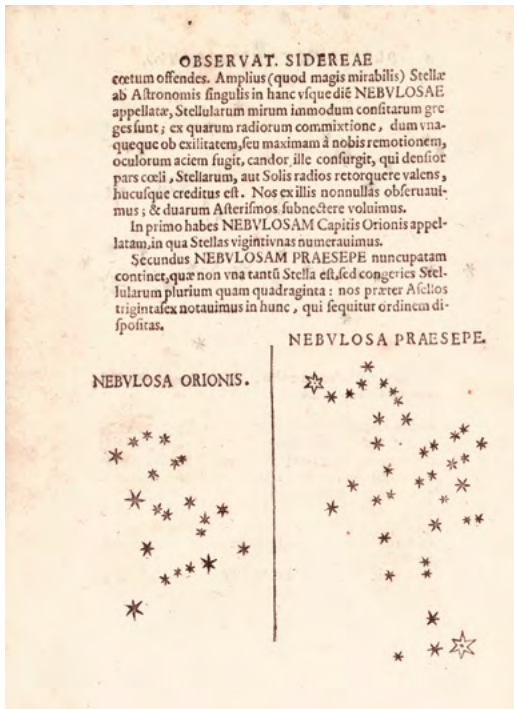 OBSERVAT. SIDEREAE
cœtum offendes. Amplius (quod magis mirabilis) Stellæ
ab Aſtronomis ſingulis in hanc vſque diẽ NEBVLOSAE
appellatæ, Stellularum mirum immodum conſitarum gre
ges ſunt; ex quarum radiorum commixtione, dum vna-
queque ob exilitatem, ſeu maximam à nobis remotionem,
oculorum aciem fugit, candor ille conſurgit, qui denſior
pars cœli, Stellarum, aut Solis radios retorquere valens,
hucuſque creditus eſt. Nos ex illis nonnullas obſeruaui-
mus; & duarum Aſteriſmos ſubnectere voluimus.
In primo habes NEBVLOSAM Capitis Orionis appel-
latam, in qua Stellas vigintivnas numerauimus.
Secundus NEBVLOSAM PRAESEPE nuncupatam
continet, quæ non vna tantũ Stella eſt, ſed congeries Stel-
lularum plurium quam quadraginta: nos præter Aſellos
trigintaſex notauimus in hunc, qui ſequitur ordinem di-
ſpoſitas.
NEBVLOSA ORIONIS.
NEBVLOSA PRAESEPE.